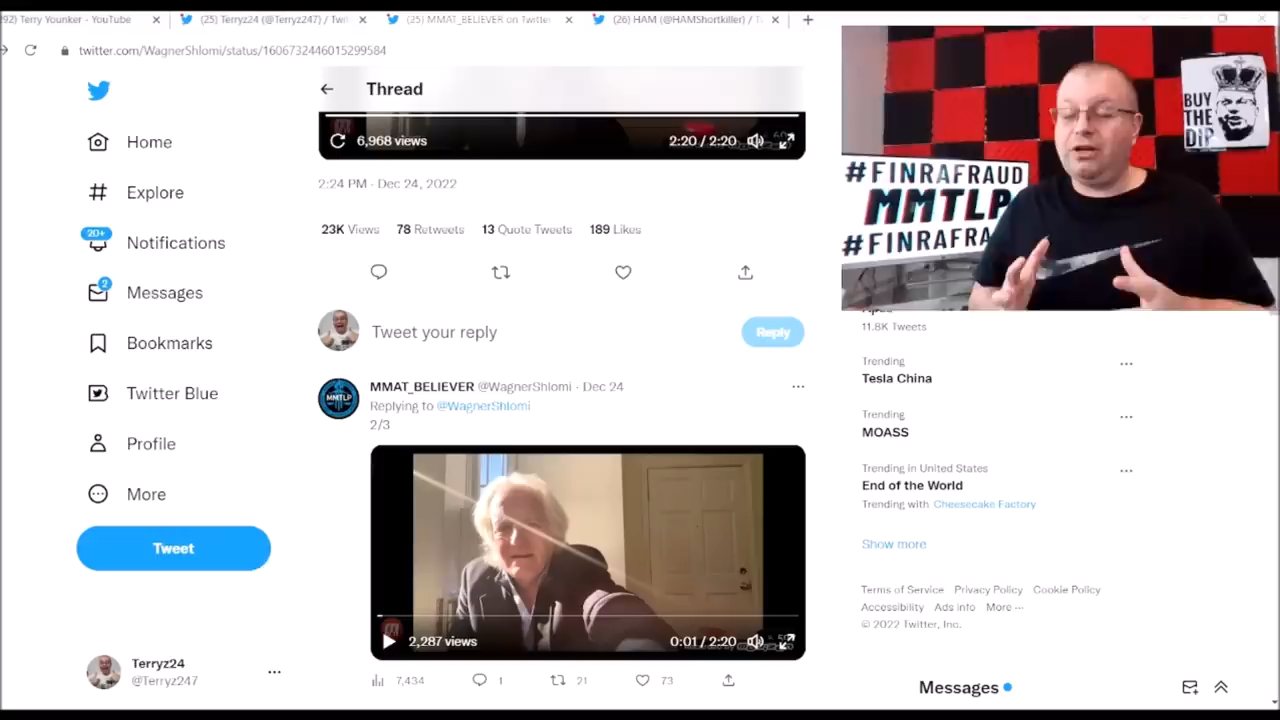 292) Terry Younker - YouTube
(25) Terryz24 (@Terryz247) / Twi
(25) MMAT_BELIEVER on Twitter
(26) HAM (@HAMShortkiller) / T
twitter.com/WagnerShlomi/status/1606732446015299584
Home
Explore
20+
Notifications
2
Messages
Bookmarks
Twitter Blue
Profile
More
Tweet
Terryz24
@Terryz247
Thread
6,968 views
2:20 / 2:20
2:24 PM · Dec 24, 2022
23K Views 78 Retweets 13 Quote Tweets 189 Likes
Tweet your reply
Reply
MMAT_BELIEVER @WagnerShlomi · Dec 24
Replying to @WagnerShlomi
2/3
MMTLP
2,287 views
0:01 / 2:20
7,434 1 21 73
BUY
THE
DIP
#FINRAFRAUD
MMTLP
#FINRAFRA
11.8K Tweets
Trending
Tesla China
Trending
MOASS
Trending in United States
End of the World
Trending with Cheesecake Factory
Show more
Terms of Service Privacy Policy Cookie Policy
Accessibility Ads info More ···
© 2022 Twitter, Inc.
Messages